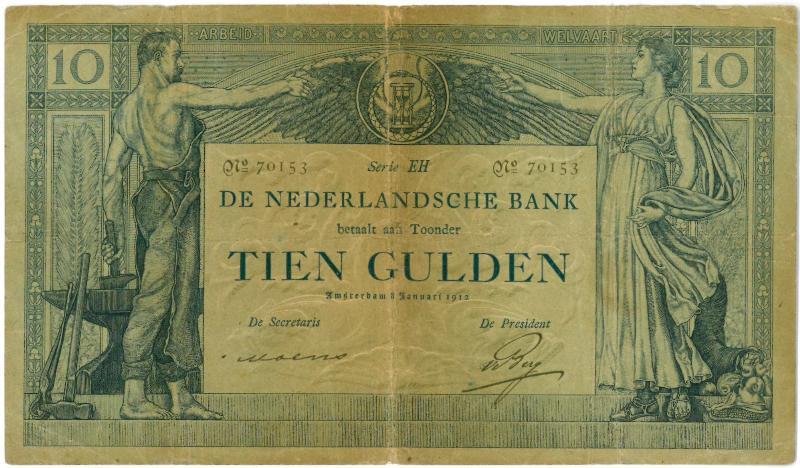 ARBEID WELVAART
10 10
No 70153 Serie EH No 70153
DE NEDERLANDSCHE BANK
betaalt aan Toonder
TIEN GULDEN
Amsterdam 8 Januari 1912
De Secretaris De President